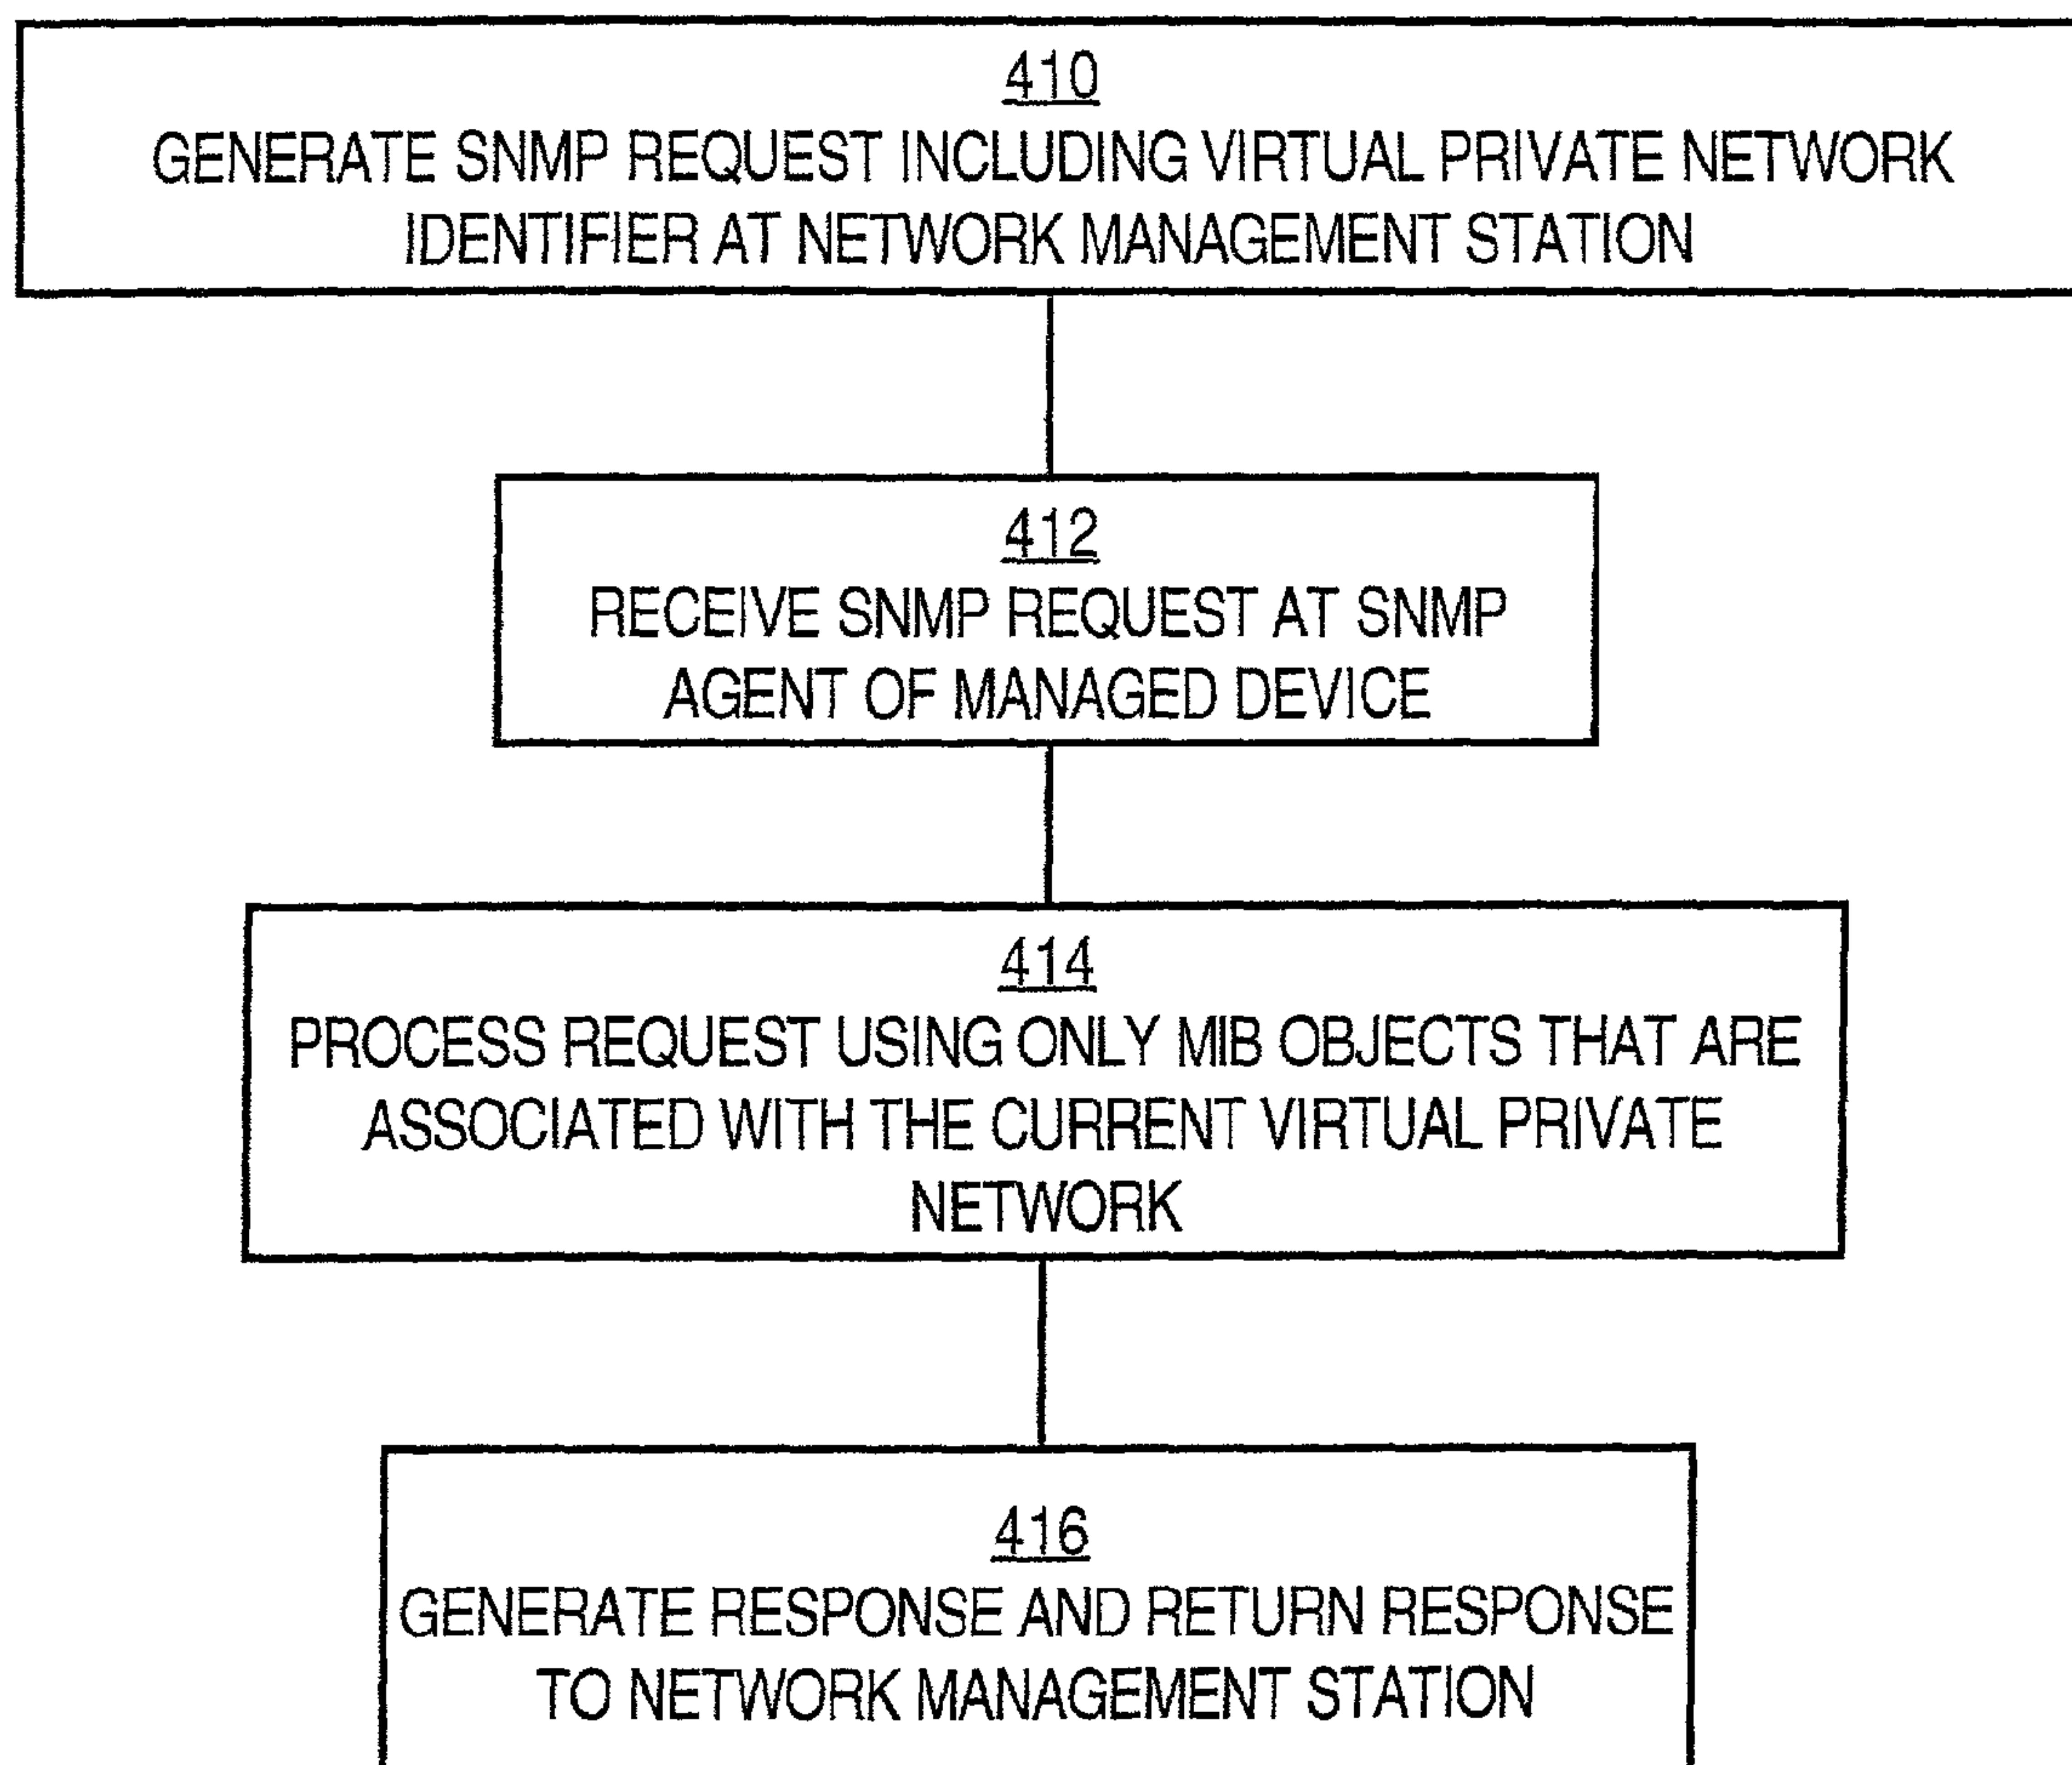 410
GENERATE SNMP REQUEST INCLUDING VIRTUAL PRIVATE NETWORK
IDENTIFIER AT NETWORK MANAGEMENT STATION
412
RECEIVE SNMP REQUEST AT SNMP
AGENT OF MANAGED DEVICE
414
PROCESS REQUEST USING ONLY MIB OBJECTS THAT ARE
ASSOCIATED WITH THE CURRENT VIRTUAL PRIVATE
NETWORK
416
GENERATE RESPONSE AND RETURN RESPONSE
TO NETWORK MANAGEMENT STATION